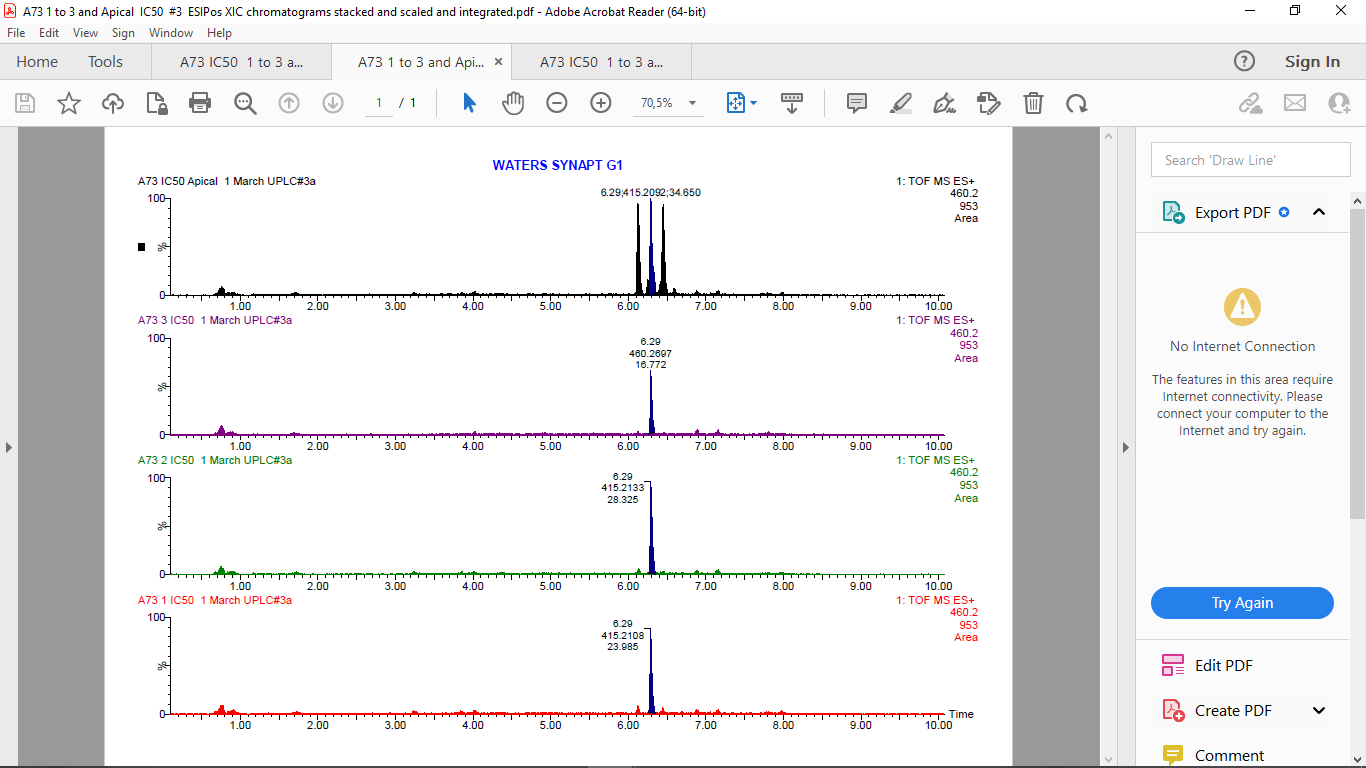 A73 1 to 3 and Apical  IC50  #3  ESIPos XIC chromatograms stacked and scaled and integrated.pdf - Adobe Acrobat Reader (64-bit)
File Edit View Sign Window Help
Home Tools A73 IC50  1 to 3 a... A73 1 to 3 and Api... × A73 IC50  1 to 3 a... ? Sign In
1 / 1 70,5%
WATERS SYNAPT G1
A73 IC50 Apical  1 March UPLC#3a
1: TOF MS ES+
460.2
953
Area
6.29;415.2092;34.650
100
%
0
1.00 2.00 3.00 4.00 5.00 6.00 7.00 8.00 9.00 10.00
A73 3 IC50  1 March UPLC#3a
1: TOF MS ES+
460.2
953
Area
6.29
460.2697
16.772
100
%
0
1.00 2.00 3.00 4.00 5.00 6.00 7.00 8.00 9.00 10.00
A73 2 IC50  1 March UPLC#3a
1: TOF MS ES+
460.2
953
Area
6.29
415.2133
28.325
100
%
0
1.00 2.00 3.00 4.00 5.00 6.00 7.00 8.00 9.00 10.00
A73 1 IC50  1 March UPLC#3a
1: TOF MS ES+
460.2
953
Area
6.29
415.2108
23.985
100
%
0
Time
1.00 2.00 3.00 4.00 5.00 6.00 7.00 8.00 9.00 10.00
Search 'Draw Line'
Export PDF
No Internet Connection
The features in this area require
Internet connectivity. Please
connect your computer to the
Internet and try again.
Try Again
Edit PDF
Create PDF
Comment